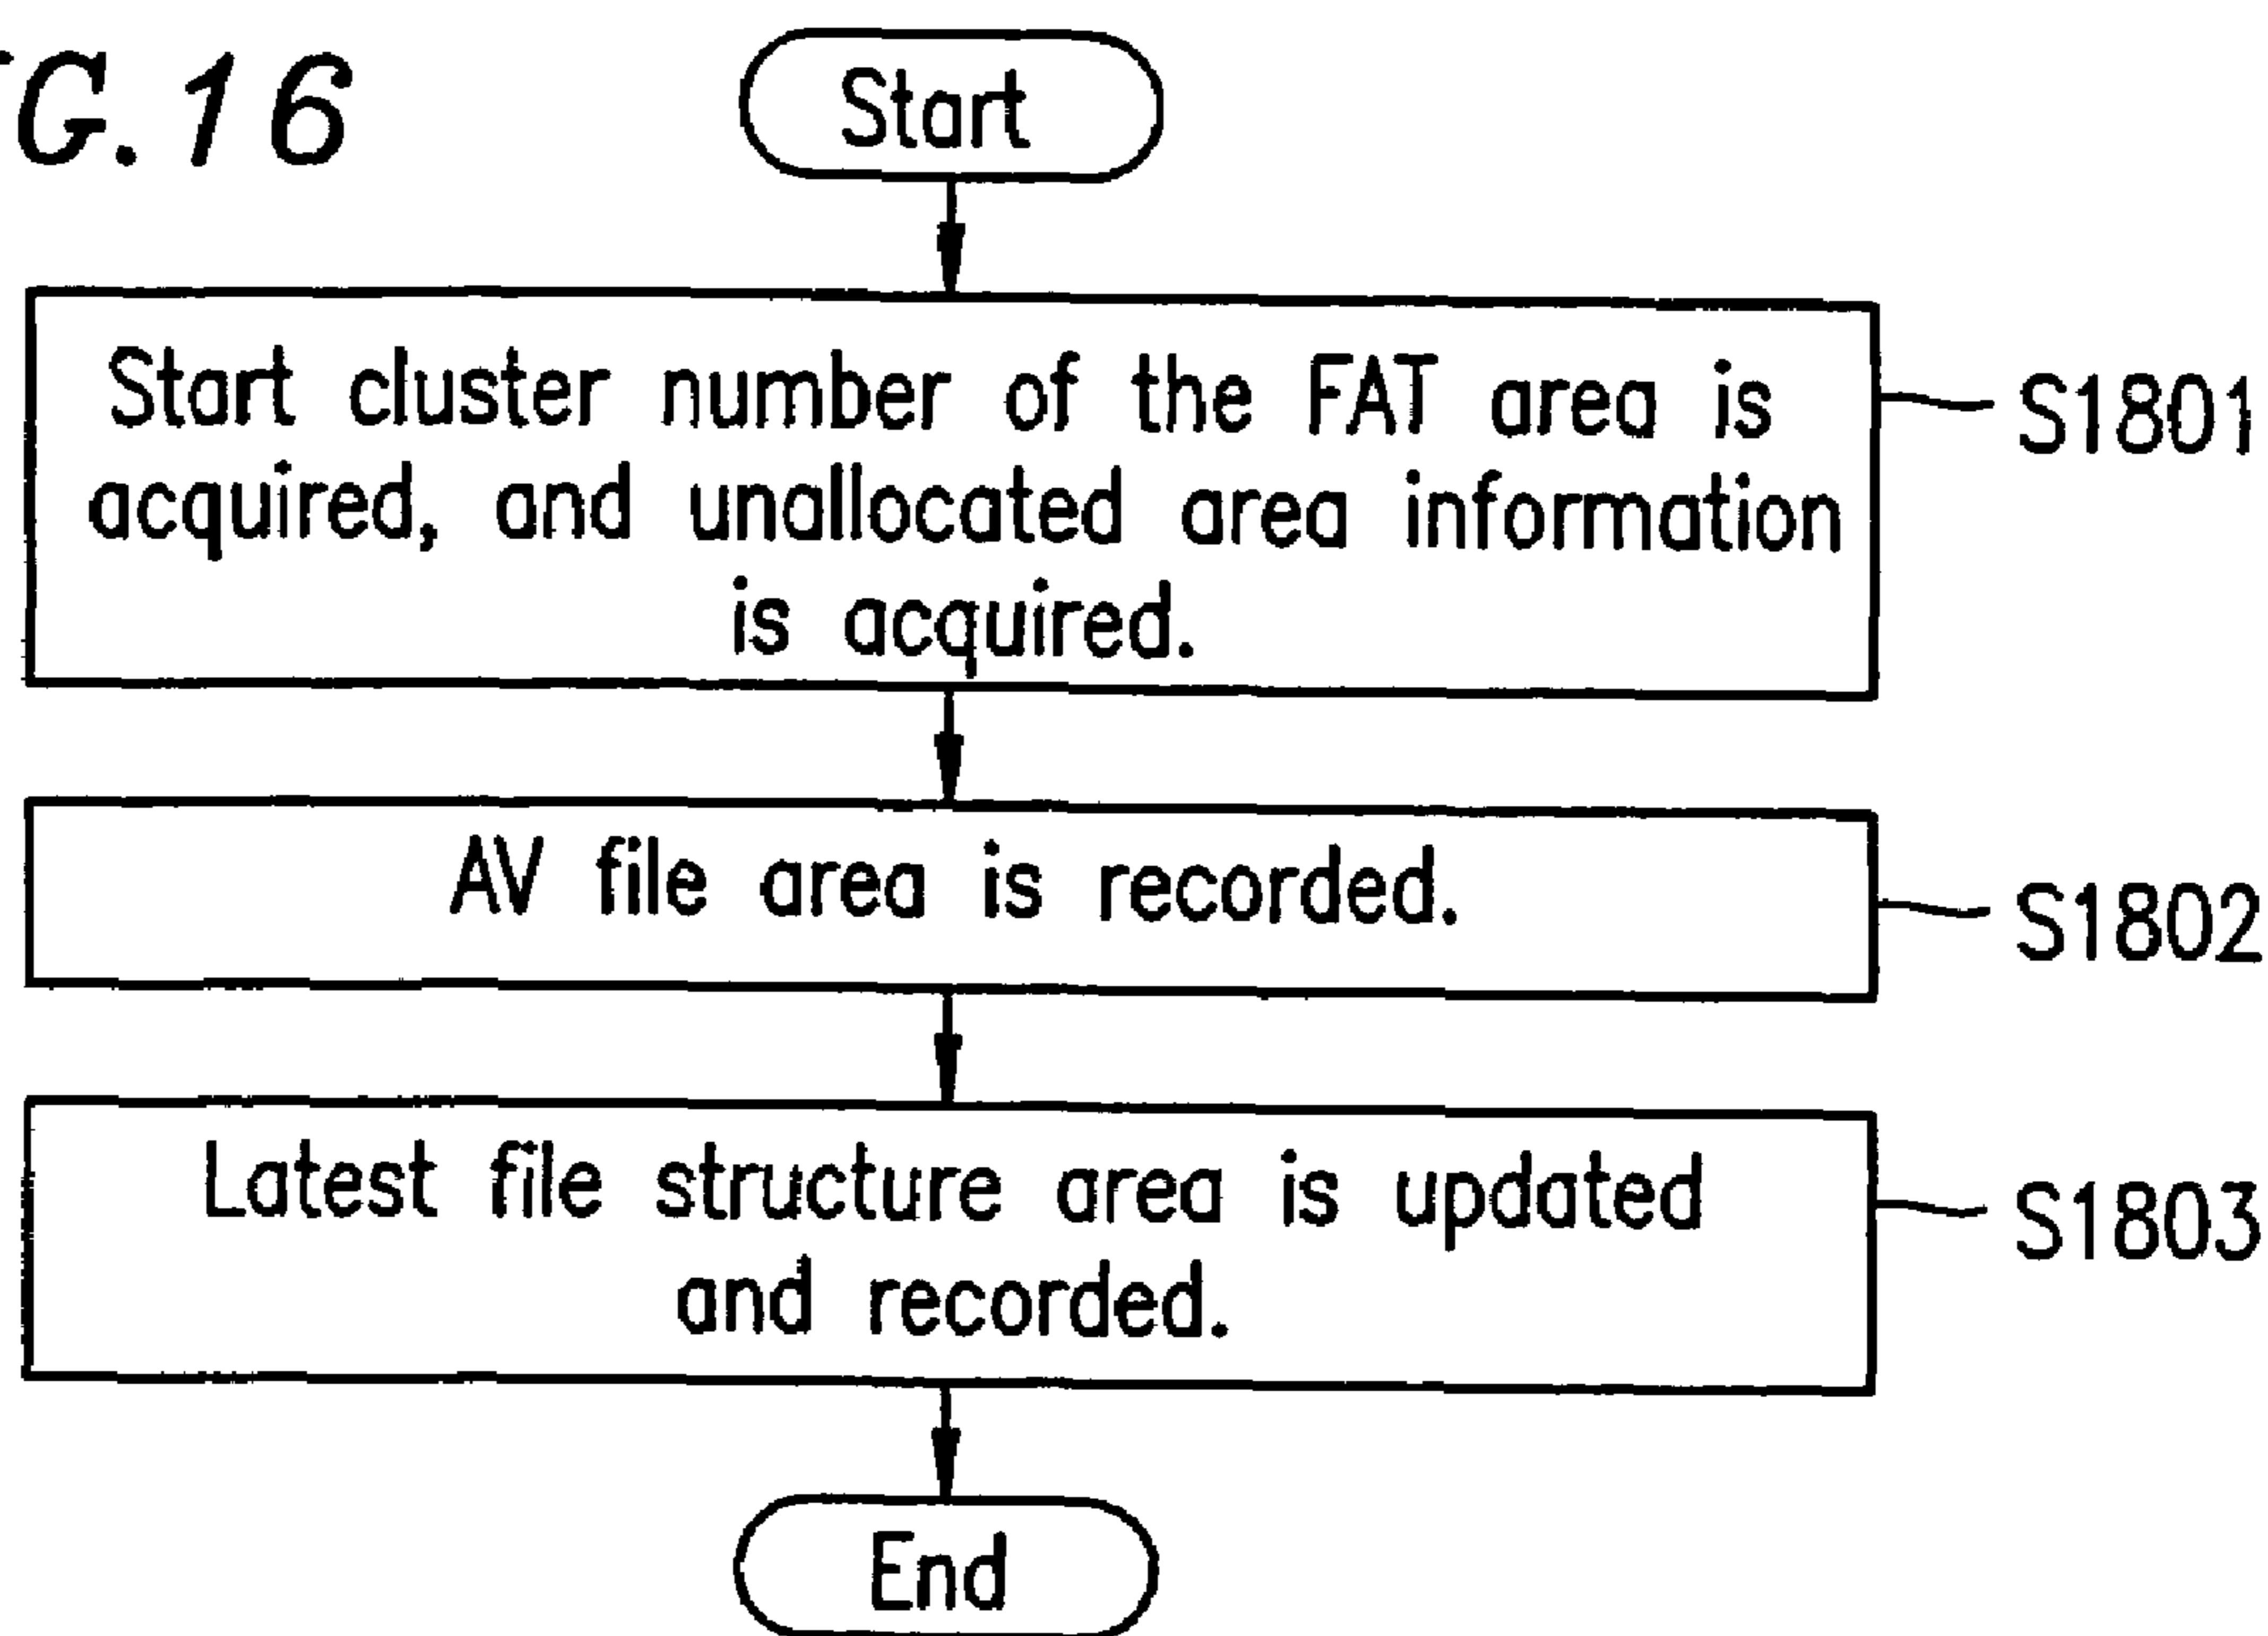 G.16
Start
Start cluster number of the FAT area is
acquired, and unallocated area information
is acquired.
S1801
AV file area is recorded.
S1802
Latest file structure area is updated
and recorded.
S1803
End